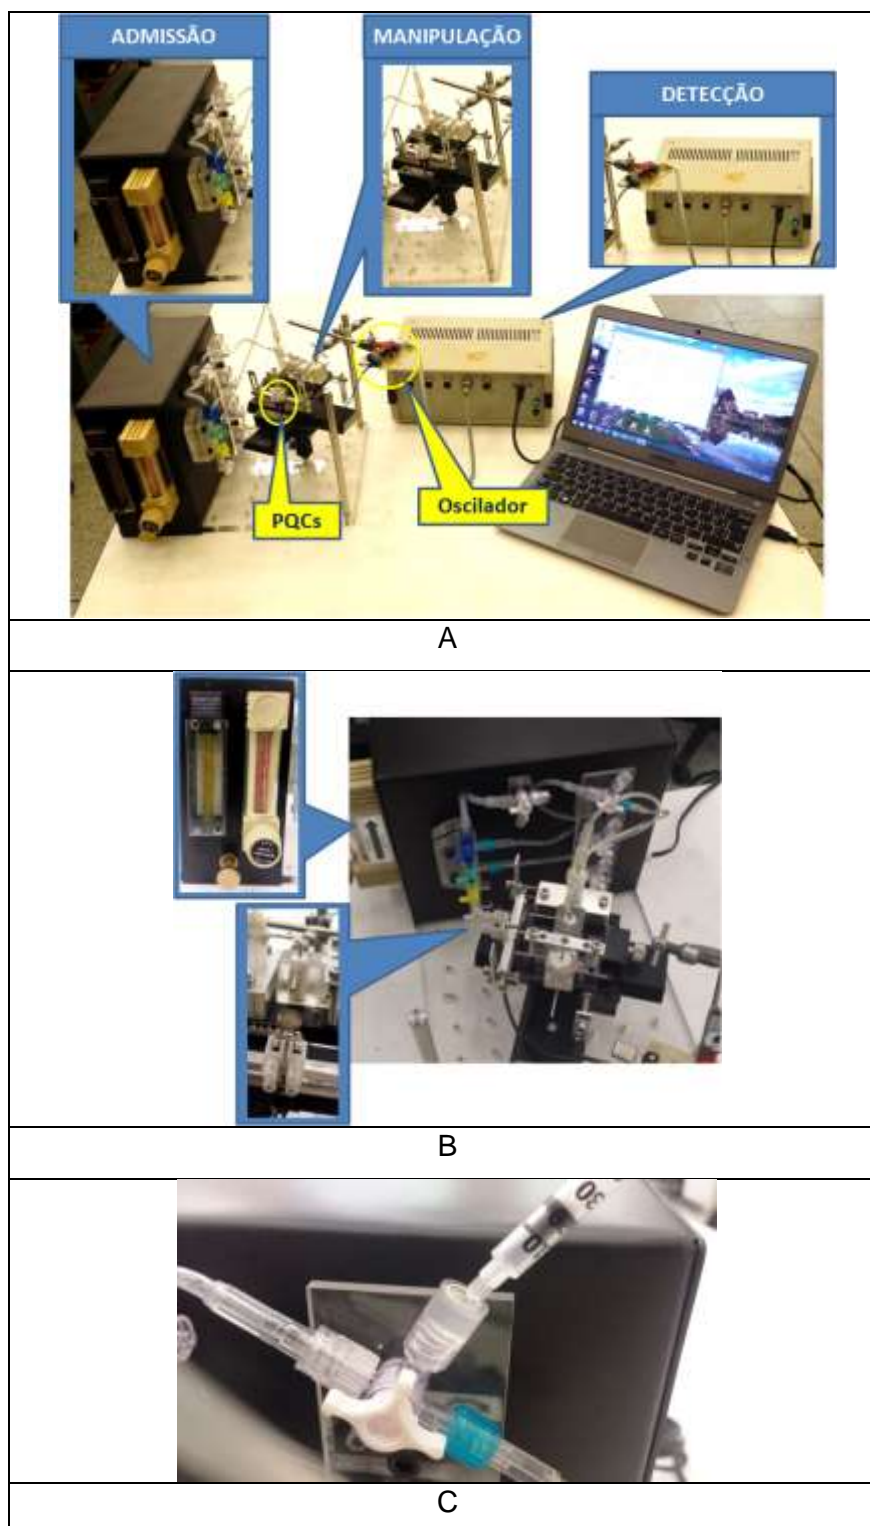 ADMISSÃO
MANIPULAÇÃO
DETECÇÃO
PQCs
Oscilador
A
B
30
C